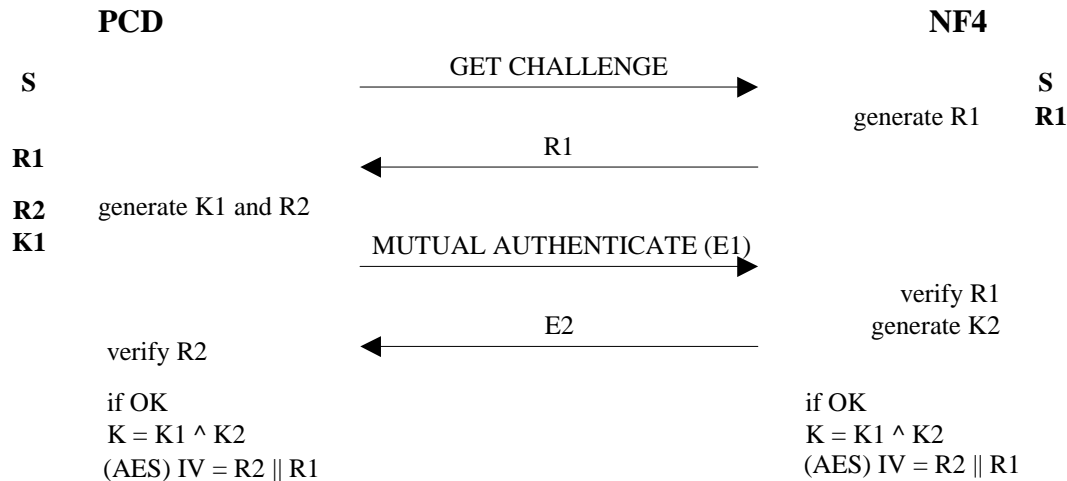 PCD NF4
GET CHALLENGE
S S
generate R1 R1
R1 R1
R2 generate K1 and R2
K1 MUTUAL AUTHENTICATE (E1)
verify R1
E2 generate K2
verify R2
if OK if OK
K = K1 ^ K2 K = K1 ^ K2
(AES) IV = R2 || R1 (AES) IV = R2 || R1